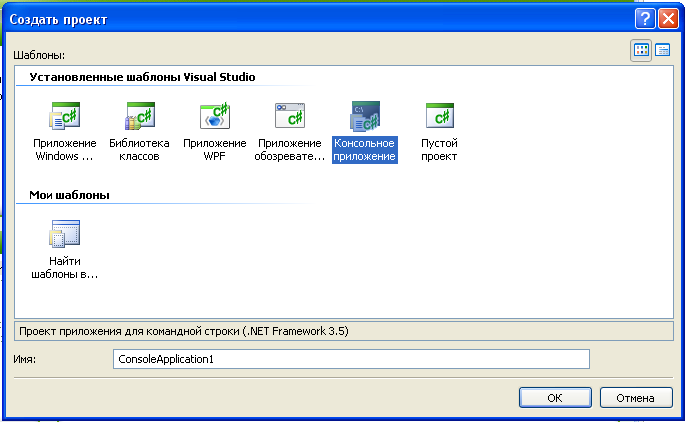 Создать проект
Шаблоны:
Установленные шаблоны Visual Studio
Приложение Windows ...
Библиотека классов
Приложение WPF
Приложение обозревате...
Консольное приложение
Пустой проект
Мои шаблоны
Найти шаблоны в...
Проект приложения для командной строки (.NET Framework 3.5)
Имя:
ConsoleApplication1
OK
Отмена